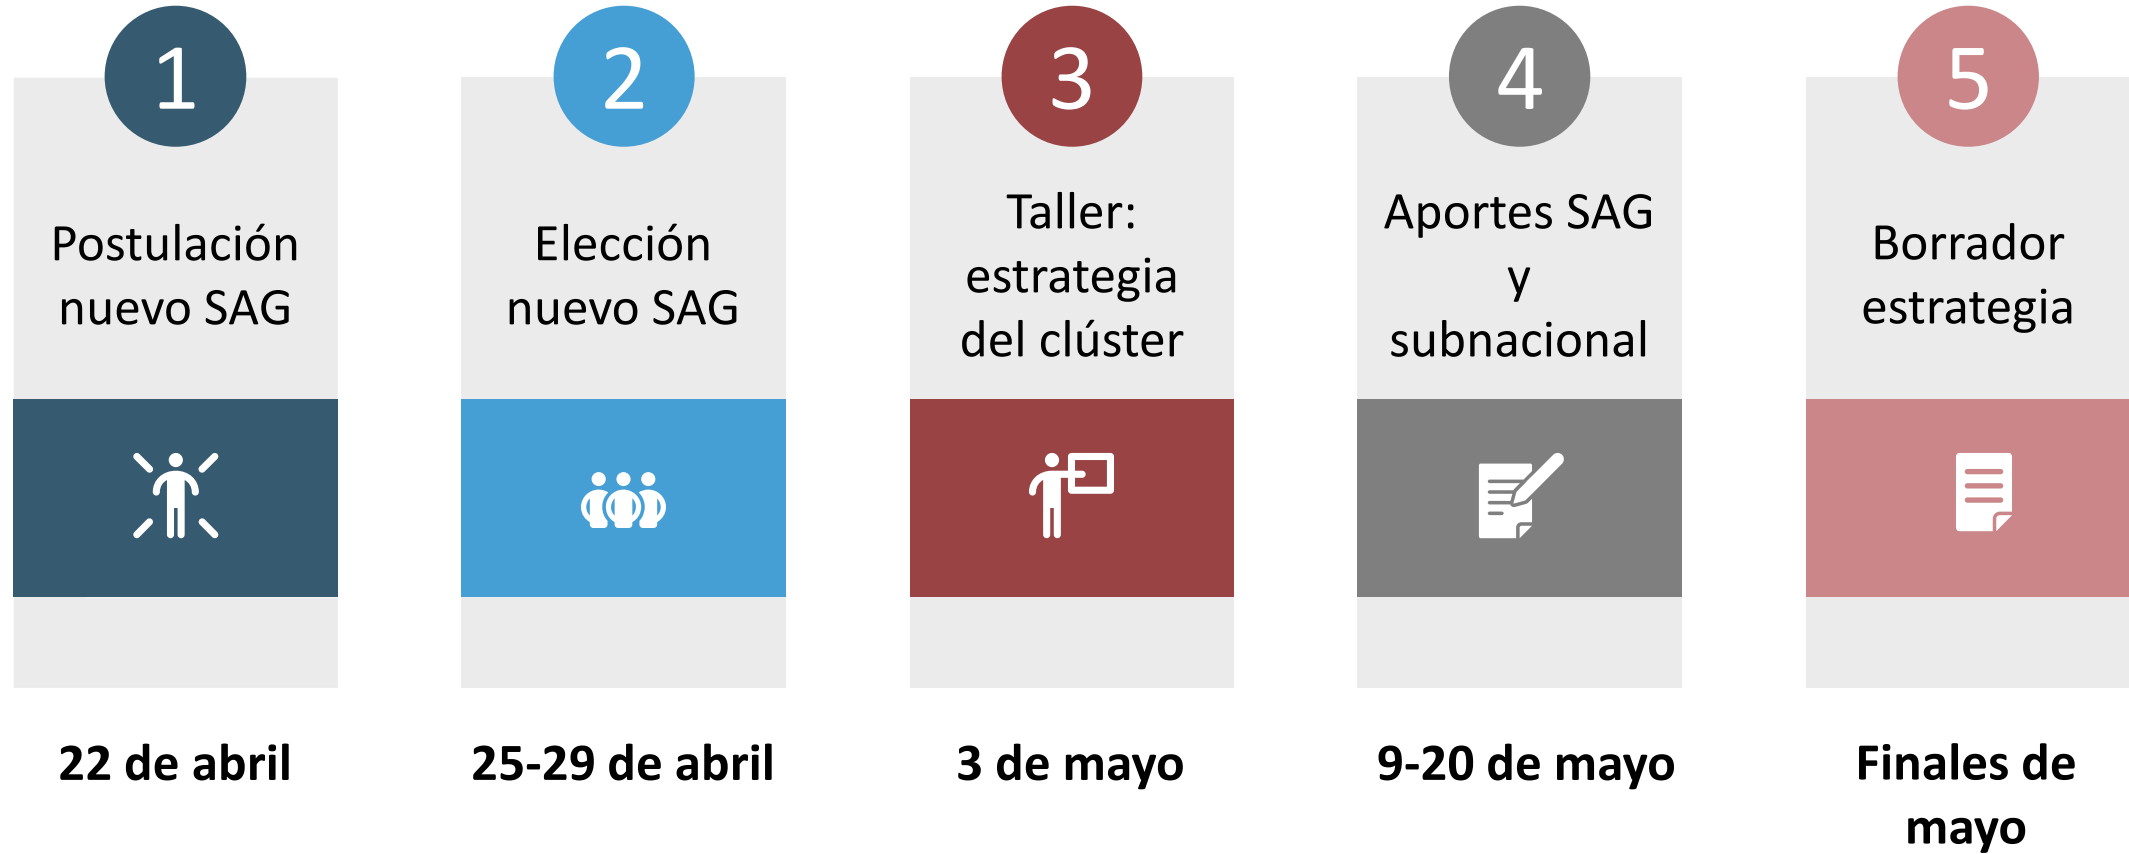 1
Postulación
nuevo SAG
22 de abril
2
Elección
nuevo SAG
25-29 de abril
3
Taller:
estrategia
del clúster
3 de mayo
4
Aportes SAG
y
subnacional
9-20 de mayo
5
Borrador
estrategia
Finales de
mayo